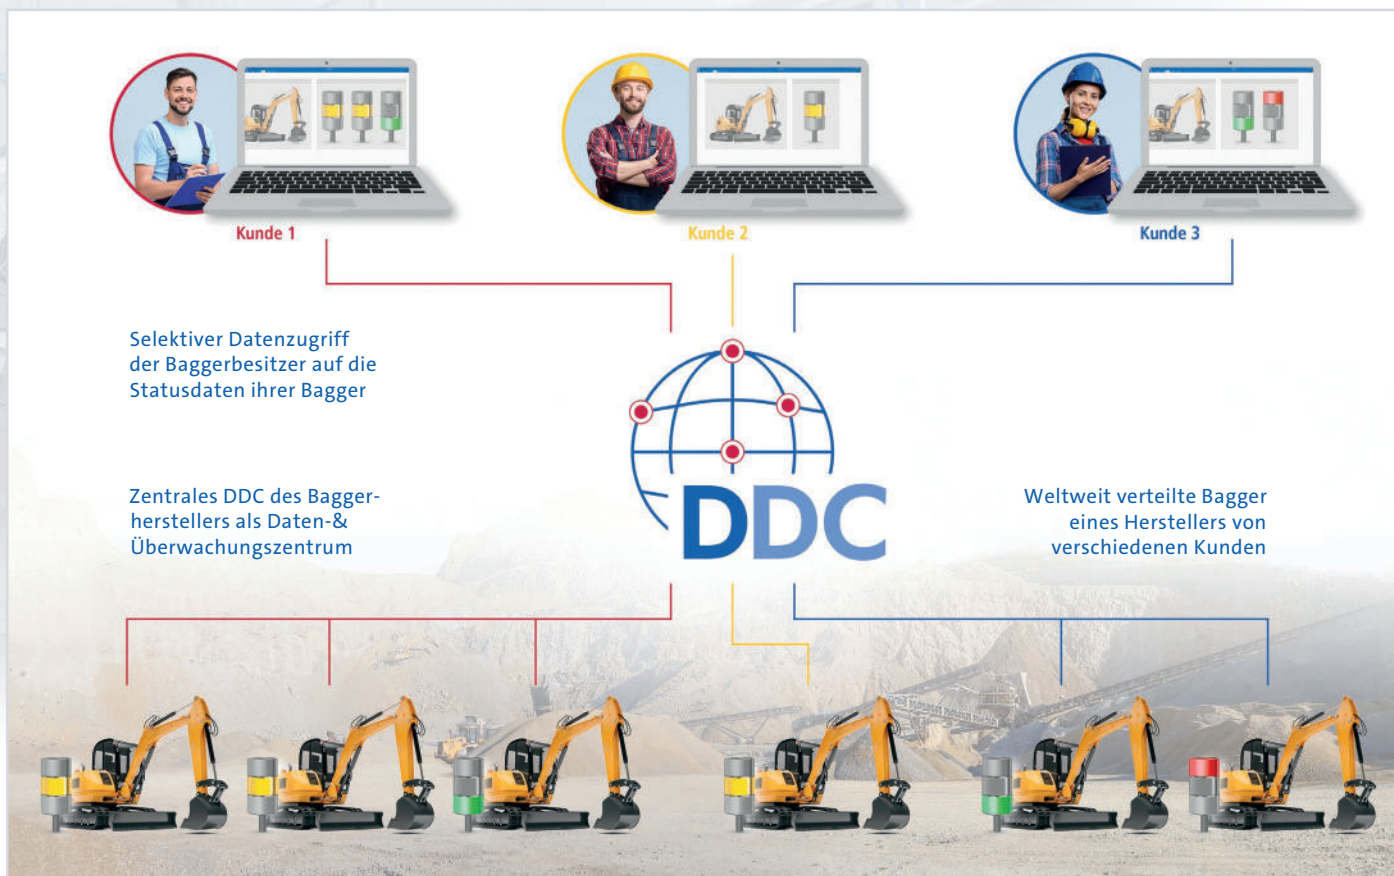 Kunde 1
Kunde 2
Kunde 3
Selektiver Datenzugriff
der Baggerbesitzer auf die
Statusdaten ihrer Bagger
Zentrales DDC des Bagger-
herstellers als Daten-&
Überwachungszentrum
DDC
Weltweit verteilte Bagger
eines Herstellers von
verschiedenen Kunden